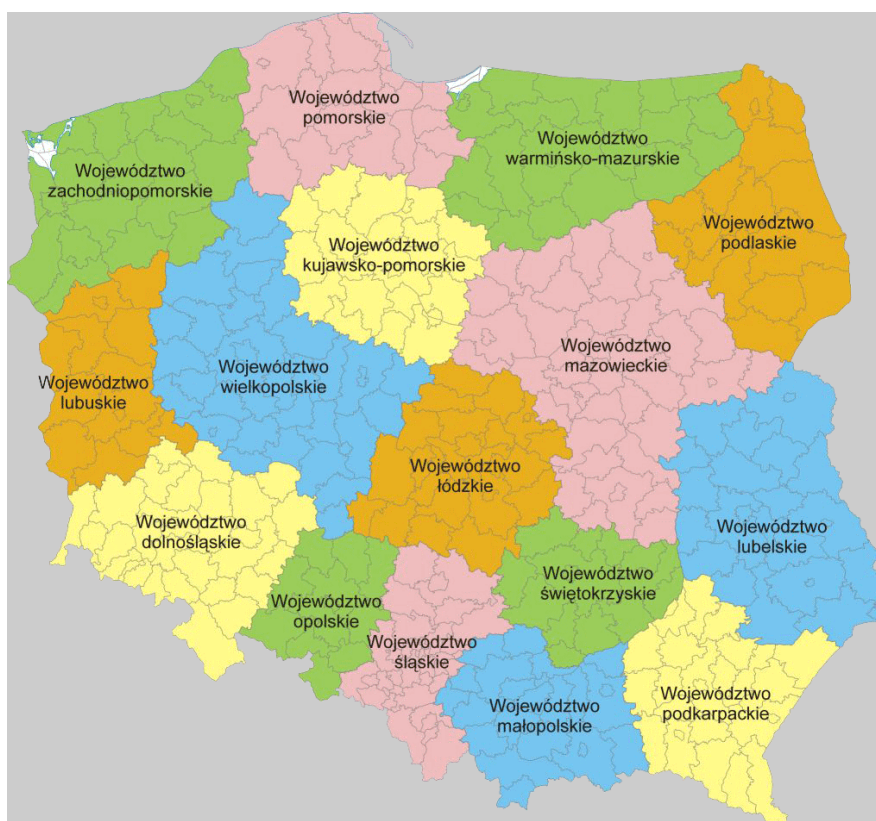 Województwo
pomorskie
Województwo
warmińsko-mazurskie
Województwo
zachodniopomorskie
Województwo
podlaskie
Województwo
kujawsko-pomorskie
Województwo
mazowieckie
Województwo
wielkopolskie
Województwo
lubuskie
Województwo
łódzkie
Województwo
dolnośląskie
Województwo
lubelskie
Województwo
świętokrzyskie
Województwo
opolskie
Województwo
śląskie
Województwo
podkarpackie
Województwo
małopolskie